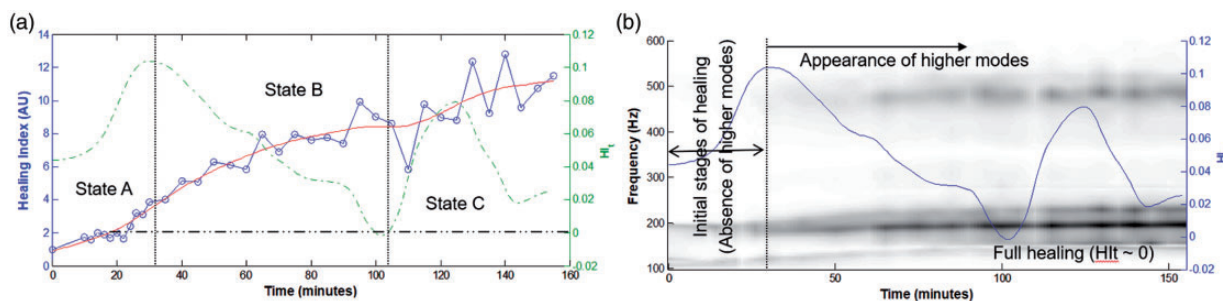 (a)
Healing Index (AU)
14
12
10
8
6
4
2
0
State A
State B
State C
0.12
0.1
0.08
0.06
0.04
0.02
0
-0.02
HIt
0 20 40 60 80 100 120 140 160
Time (minutes)
(b)
Frequency (Hz)
600
500
400
300
200
100
Initial stages of healing
(Absence of higher modes)
Appearance of higher modes
Full healing (HIt ~ 0)
0.12
0.1
0.08
0.06
0.04
0.02
0
-0.02
HIt
0 50 100 150
Time (minutes)